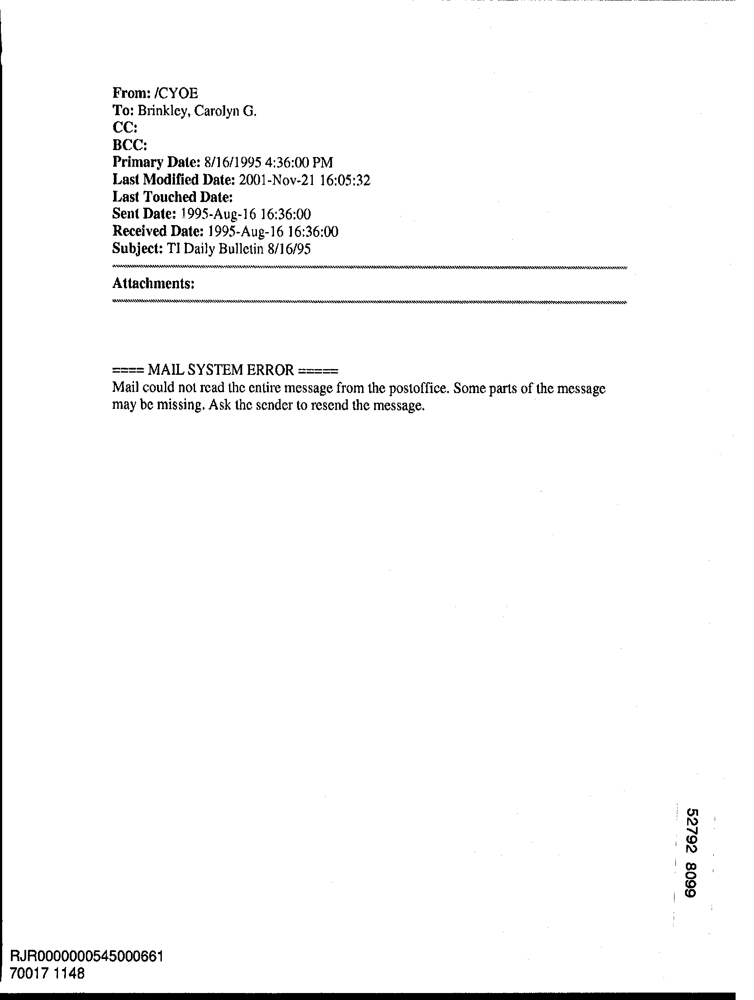 From: /CYOE
To: Brinkley, Carolyn G.
CC:
BCC:
Primary Date: 8/16/1995 4:36:00 PM
Last Modified Date: 2001-Nov-21 16:05:32
Last Touched Date:
Sent Date: 1995-Aug-16 16:36:00
Received Date: 1995-Aug-16 16:36:00
Subject: TI Daily Bulletin 8/16/95
Attachments:
==== MAIL SYSTEM ERROR =====
Mail could not read the entire message from the postoffice. Some parts of the message
may be missing. Ask the sender to resend the message.
52792 8099
RJR0000000545000661
70017 1148